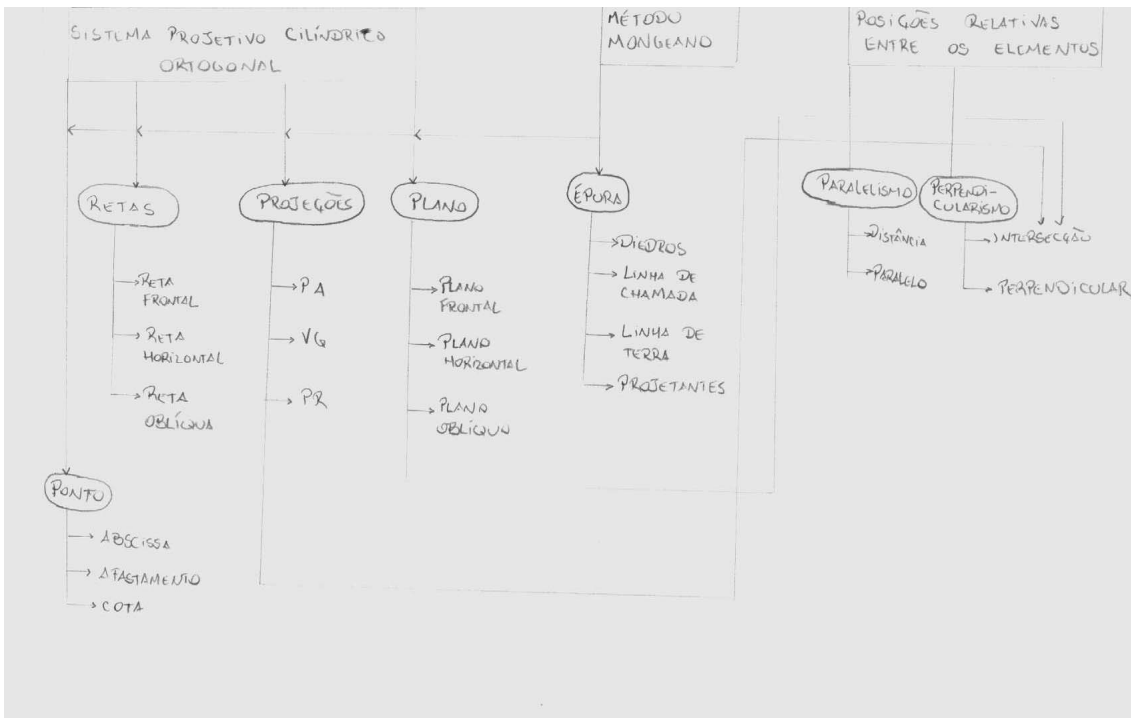 SISTEMA PROJETIVO CILÍNDRICO
ORTOGONAL
MÉTODO
MONGEANO
POSIÇÕES RELATIVAS
ENTRE OS ELEMENTOS
RETAS
RETA
FRONTAL
RETA
HORIZONTAL
RETA
OBLÍQUA
PROJEÇÕES
PA
VG
PR
PLANO
PLANO
FRONTAL
PLANO
HORIZONTAL
PLANO
OBLÍQUO
ÉPURA
DIEDROS
LINHA DE
CHAMADA
LINHA DE
TERRA
PROJETANTES
PARALELISMO
DISTÂNCIA
PARALELO
PERPENDI-
CULARISMO
INTERSECÇÃO
PERPENDICULAR
PONTO
ABSCISSA
AFASTAMENTO
COTA